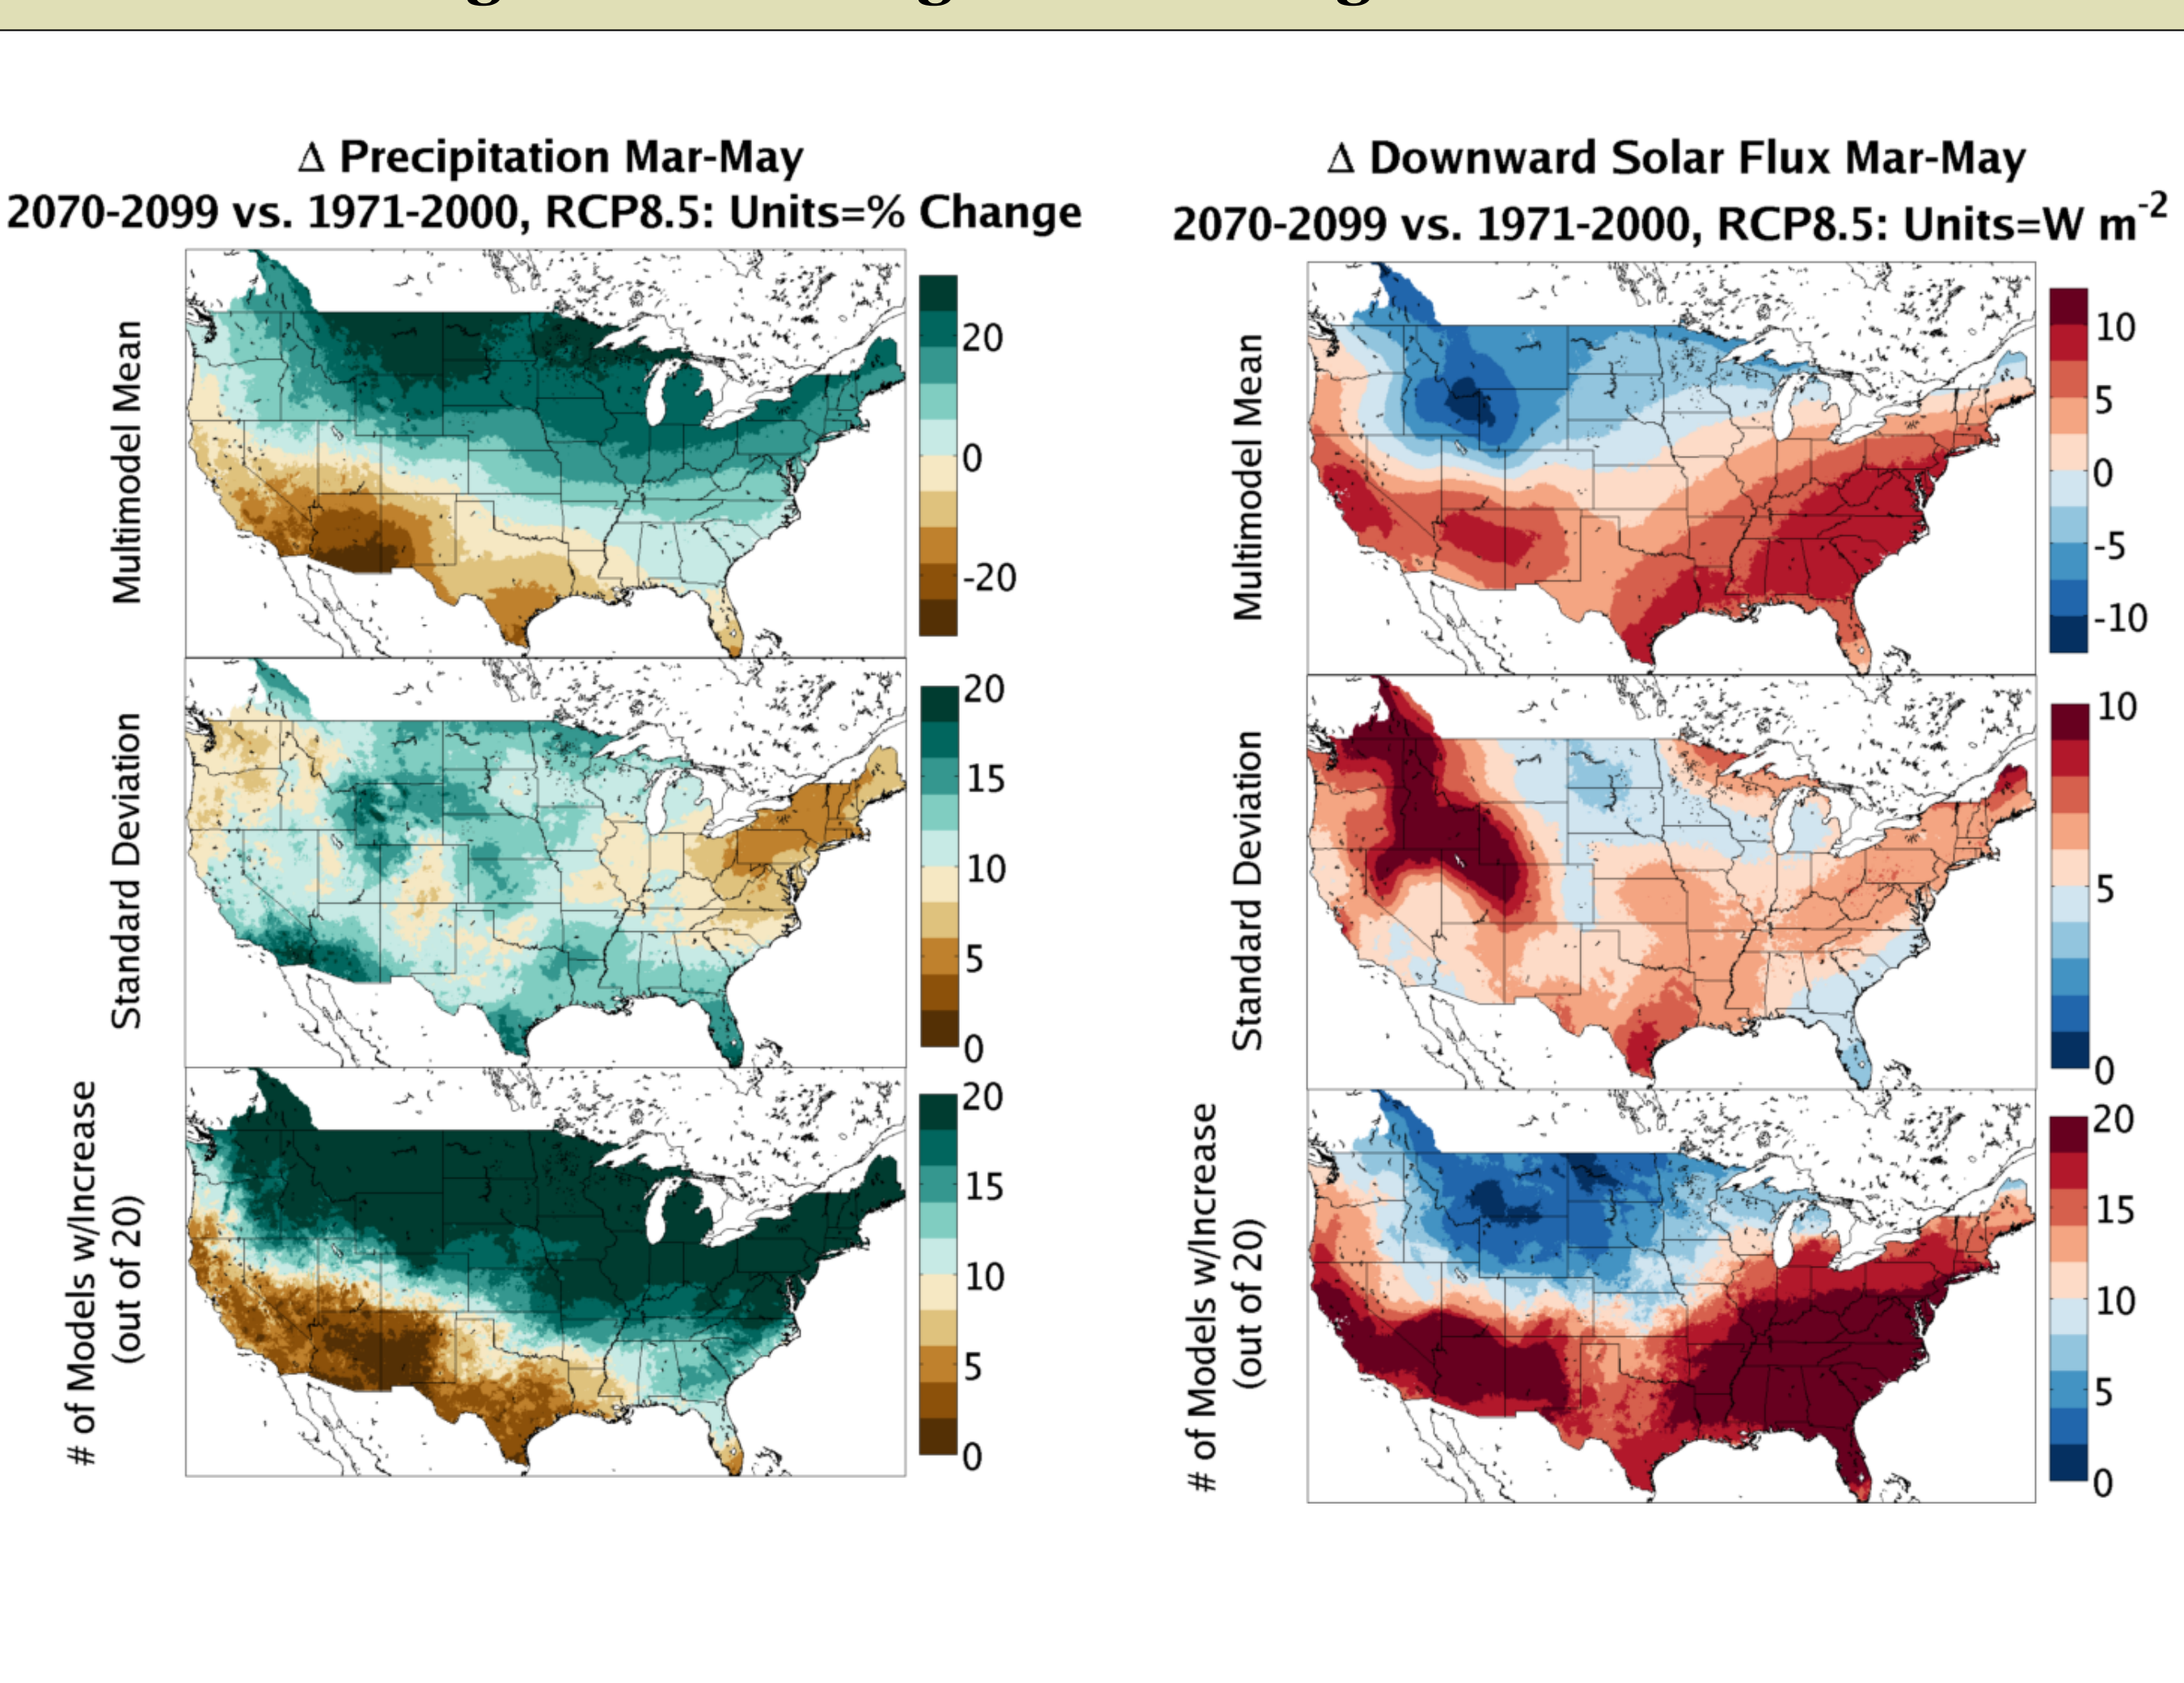 Δ Precipitation Mar-May
2070-2099 vs. 1971-2000, RCP8.5: Units=% Change
Multimodel Mean
20
0
-20
Standard Deviation
20
15
10
5
0
# of Models w/Increase
(out of 20)
20
15
10
5
0
Δ Downward Solar Flux Mar-May
2070-2099 vs. 1971-2000, RCP8.5: Units=W m-2
Multimodel Mean
10
5
0
-5
-10
Standard Deviation
10
5
0
# of Models w/Increase
(out of 20)
20
15
10
5
0